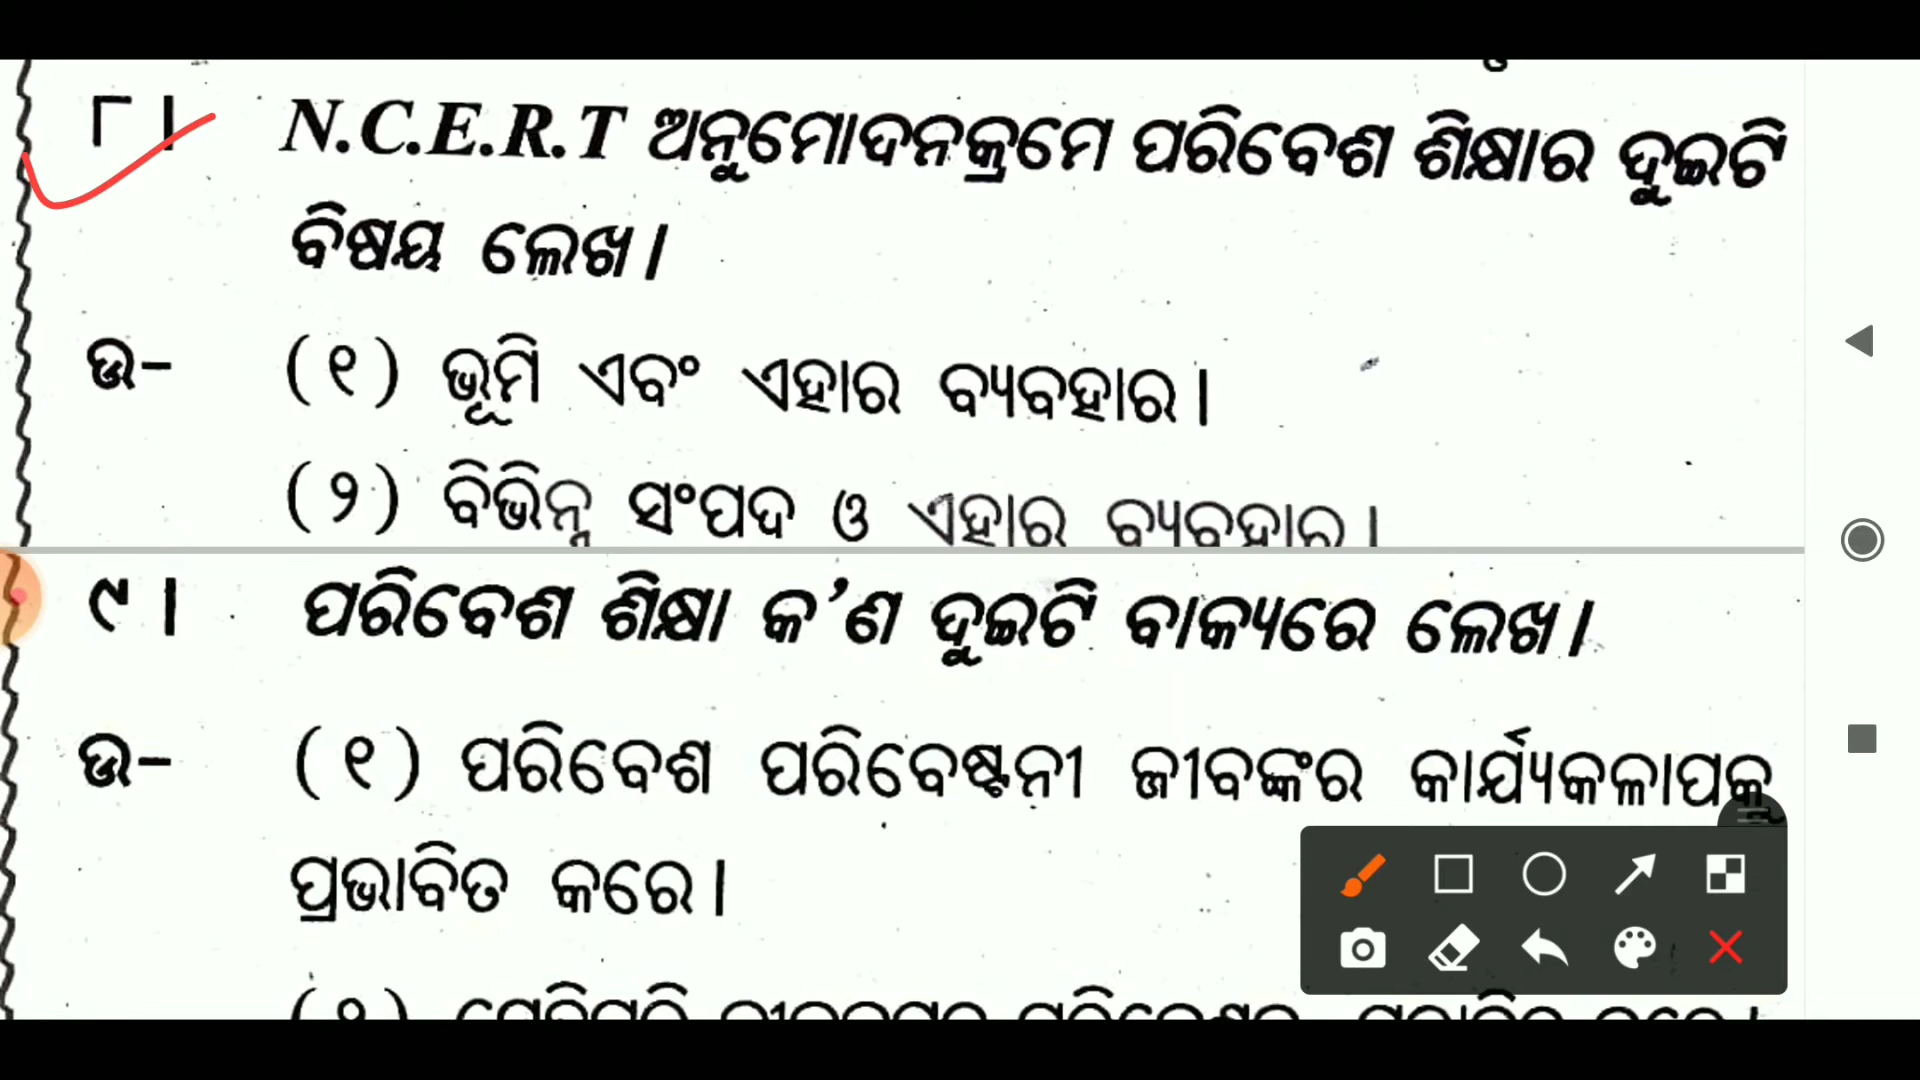 ୮। N.C.E.R.T ଅନୁମୋଦନକ୍ରମେ ପରିବେଶ ଶିକ୍ଷାର ଦୁଇଟି
ବିଷୟ ଲେଖ।
ଉ- (୧) ଭୂମି ଏବଂ ଏହାର ବ୍ୟବହାର।
(୨) ବିଭିନ୍ନ ସଂପଦ ଓ ଏହାର ବ୍ୟବହାର।
୯। ପରିବେଶ ଶିକ୍ଷା କ'ଣ ଦୁଇଟି ବାକ୍ୟରେ ଲେଖ।
ଉ- (୧) ପରିବେଶ ପରିବେଷ୍ଟନୀ ଜୀବଙ୍କର କାର୍ଯ୍ୟକଳାପକୁ
ପ୍ରଭାବିତ କରେ।